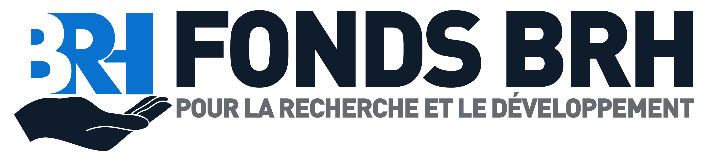 BRH
FONDS BRH
POUR LA RECHERCHE ET LE DÉVELOPPEMENT